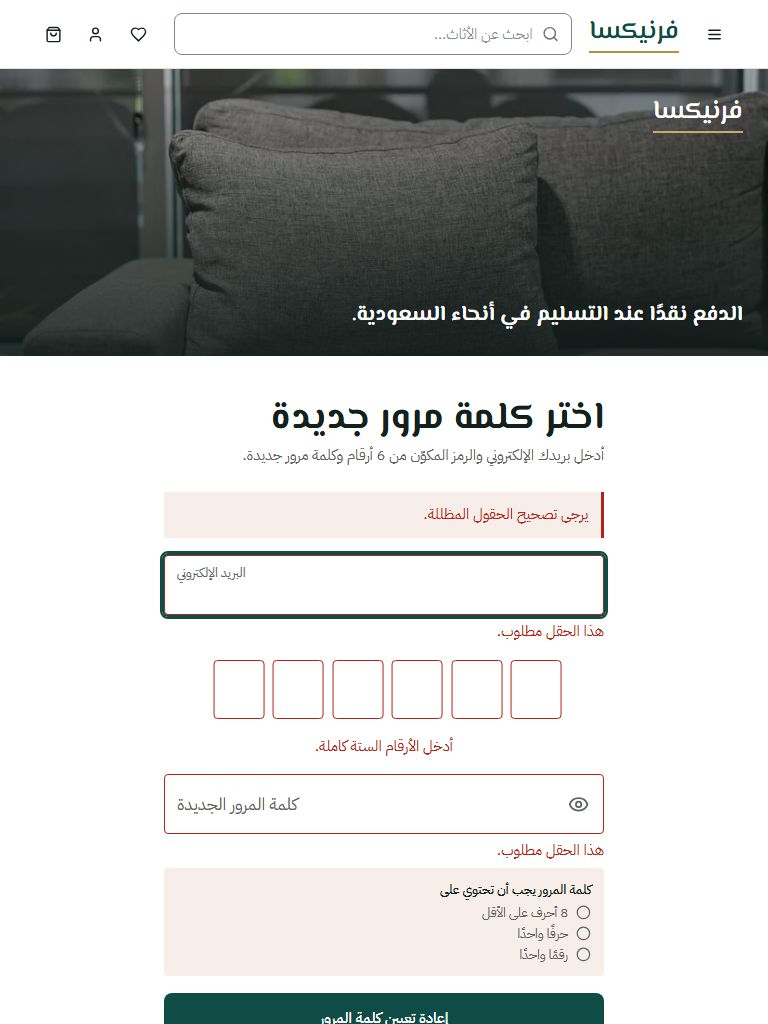 فرنيكسا
ابحث عن الأثاث...
فرنيكسا
الدفع نقدًا عند التسليم في أنحاء السعودية.
اختر كلمة مرور جديدة
أدخل بريدك الإلكتروني والرمز المكوّن من 6 أرقام وكلمة مرور جديدة.
يرجى تصحيح الحقول المظللة.
البريد الإلكتروني
هذا الحقل مطلوب.
أدخل الأرقام الستة كاملة.
كلمة المرور الجديدة
هذا الحقل مطلوب.
كلمة المرور يجب أن تحتوي على
8 أحرف على الأقل
حرفًا واحدًا
رقمًا واحدًا
إعادة تعيين كلمة المرور